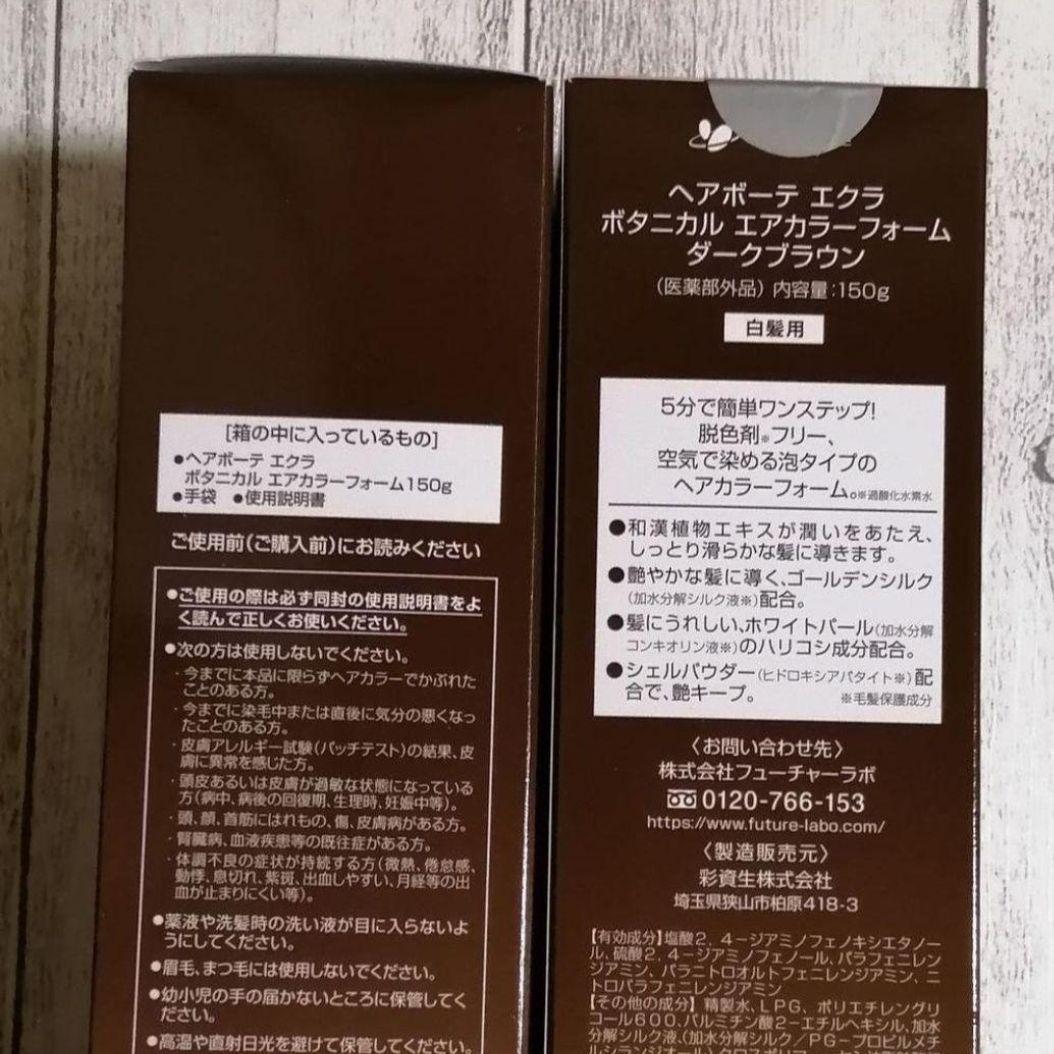 [箱の中に入っているもの]
●ヘアボーテ エクラ
ボタニカル エアカラーフォーム150g
●手袋 ●使用説明書
ご使用前(ご購入前)にお読みください
●ご使用の際は必ず同封の使用説明書をよ
く読んで正しくお使いください。
●次の方は使用しないでください。
・今までに本品に限らずヘアカラーでかぶれた
ことのある方。
・今までに染毛中または直後に気分の悪くなっ
たことのある方。
・皮膚アレルギー試験(パッチテスト)の結果、皮
膚に異常を感じた方。
・頭皮あるいは皮膚が過敏な状態になっている
方(病中、病後の回復期、生理時、妊娠中等)。
・頭、顔、首筋にはれもの、傷、皮膚病がある方。
・腎臓病、血液疾患等の既往症がある方。
・体調不良の症状が持続する方(微熱、倦怠感、
動悸、息切れ、紫斑、出血しやすい、月経等の出
血が止まりにくい等)。
●薬液や洗髪時の洗い液が目に入らないよ
うにしてください。
●眉毛、まつ毛には使用しないでください。
●幼小児の手の届かないところに保管してく
ださい。
●高温や直射日光を避けて保管してください。
ヘアボーテ エクラ
ボタニカル エアカラーフォーム
ダークブラウン
(医薬部外品) 内容量:150g
白髪用
5分で簡単ワンステップ!
脱色剤※フリー、
空気で染める泡タイプの
ヘアカラーフォーム。※過酸化水素水
●和漢植物エキスが潤いをあたえ、
しっとり滑らかな髪に導きます。
●艶やかな髪に導く、ゴールデンシルク
(加水分解シルク液※)配合。
●髪にうれしい、ホワイトパール(加水分解
コンキオリン液※)のハリコシ成分配合。
●シェルパウダー(ヒドロキシアパタイト※)配
合で、艶キープ。 ※毛髪保護成分
〈お問い合わせ先〉
株式会社フューチャーラボ
0120-766-153
https://www.future-labo.com/
〈製造販売元〉
彩資生株式会社
埼玉県狭山市柏原418-3
【有効成分】塩酸2,4-ジアミノフェノキシエタノー
ル、硫酸2,4-ジアミノフェノール、パラフェニレン
ジアミン、パラニトロオルトフェニレンジアミン、ニ
トロパラフェニレンジアミン
【その他の成分】精製水、LPG、ポリエチレングリ
コール600、パルミチン酸2-エチルヘキシル、加水
分解シルク液、(加水分解シルク/PG-プロピルメチ